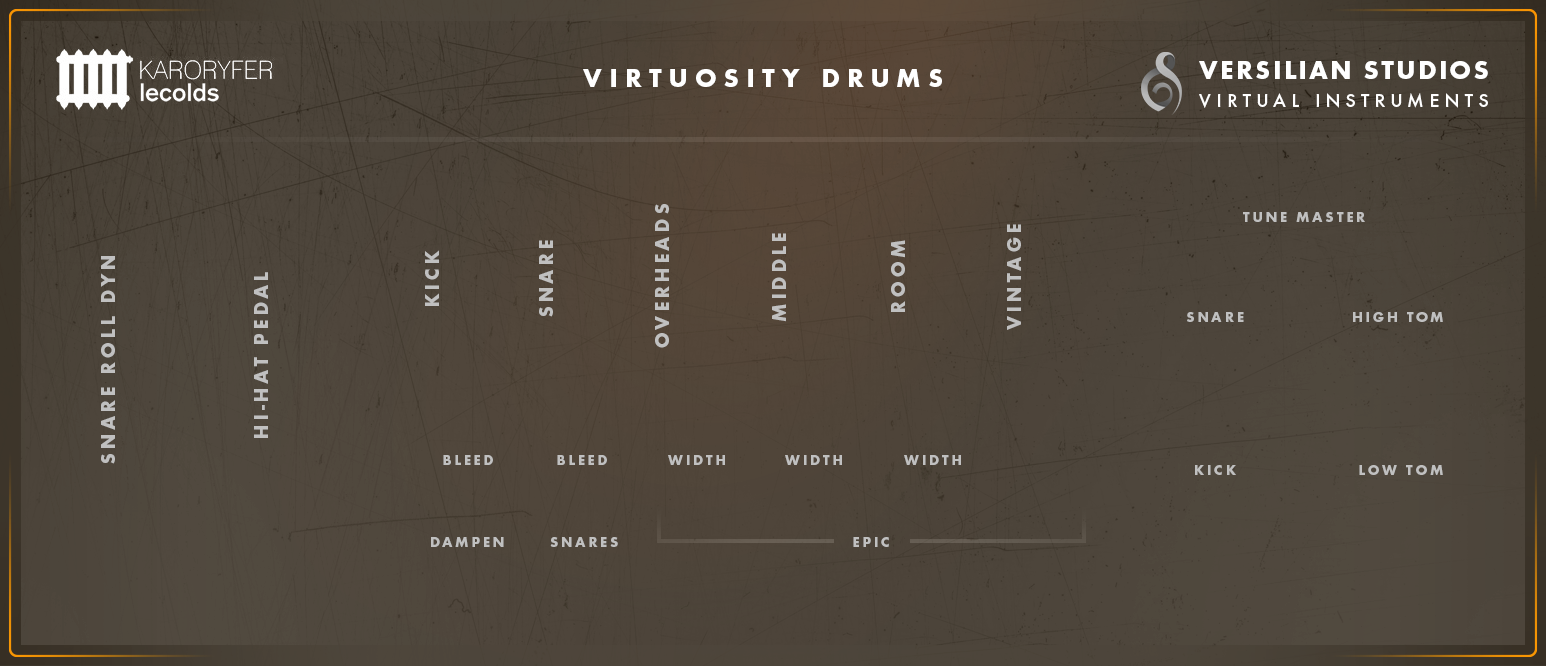 KARORYFER
lecolds
VIRTUOSITY DRUMS
VERSILIAN STUDIOS
VIRTUAL INSTRUMENTS
SNARE ROLL DYN
HI-HAT PEDAL
KICK
SNARE
OVERHEADS
MIDDLE
ROOM
VINTAGE
TUNE MASTER
SNARE
HIGH TOM
BLEED
BLEED
WIDTH
WIDTH
WIDTH
KICK
LOW TOM
DAMPEN
SNARES
EPIC